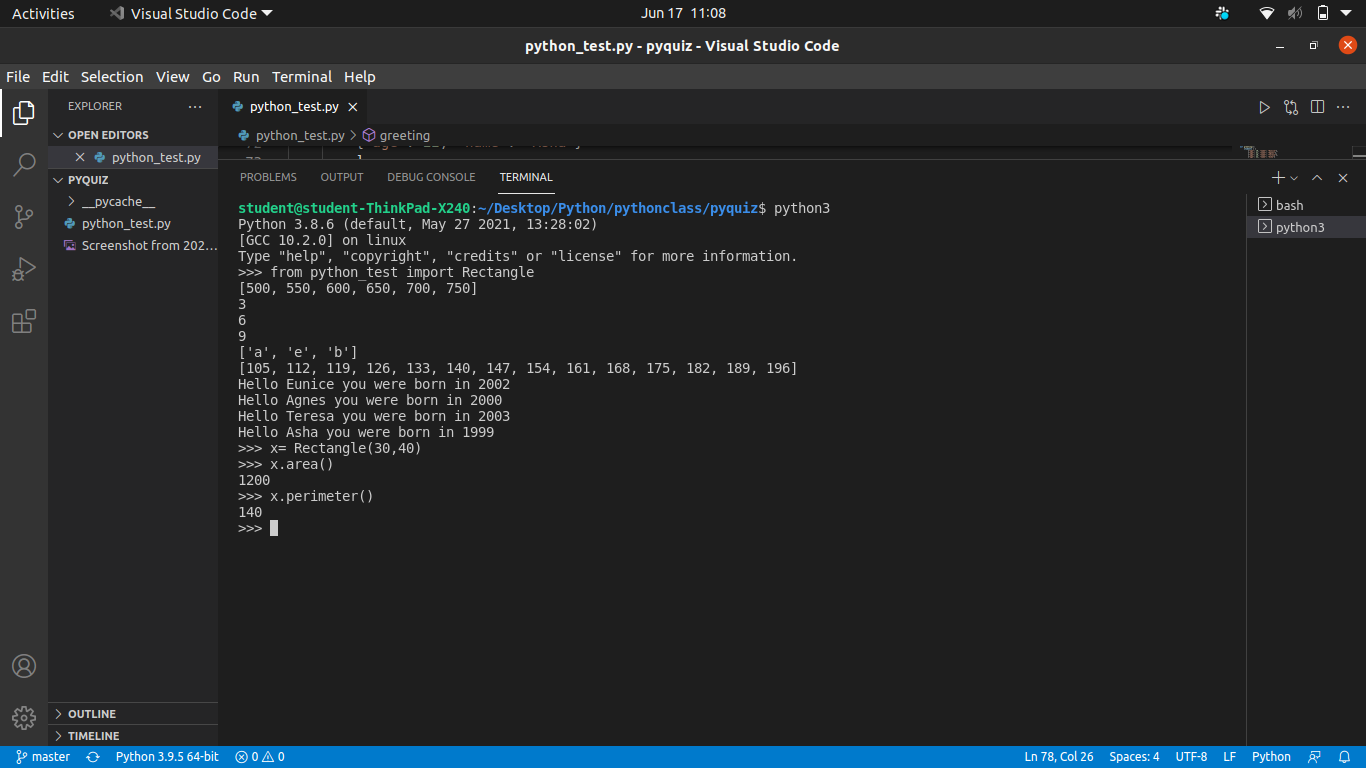 Activities
Visual Studio Code
Jun 17 11:08
python_test.py - pyquiz - Visual Studio Code
File Edit Selection View Go Run Terminal Help
EXPLORER
OPEN EDITORS
python_test.py
PYQUIZ
__pycache__
python_test.py
Screenshot from 202...
OUTLINE
TIMELINE
python_test.py
python_test.py > greeting
PROBLEMS OUTPUT DEBUG CONSOLE TERMINAL
student@student-ThinkPad-X240:~/Desktop/Python/pythonclass/pyquiz$ python3
Python 3.8.6 (default, May 27 2021, 13:28:02)
[GCC 10.2.0] on linux
Type "help", "copyright", "credits" or "license" for more information.
>>> from python_test import Rectangle
[500, 550, 600, 650, 700, 750]
3
6
9
['a', 'e', 'b']
[105, 112, 119, 126, 133, 140, 147, 154, 161, 168, 175, 182, 189, 196]
Hello Eunice you were born in 2002
Hello Agnes you were born in 2000
Hello Teresa you were born in 2003
Hello Asha you were born in 1999
>>> x= Rectangle(30,40)
>>> x.area()
1200
>>> x.perimeter()
140
>>>
bash
python3
master
Python 3.9.5 64-bit
0 0
Ln 78, Col 26
Spaces: 4
UTF-8
LF
Python